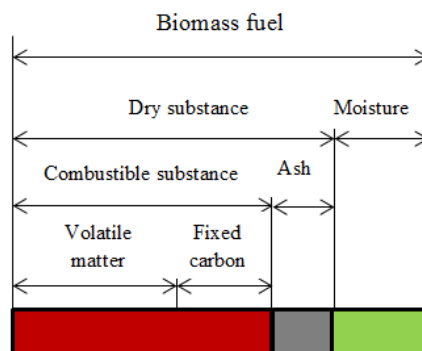 Biomass fuel
Dry substance
Moisture
Combustible substance
Ash
Volatile
matter
Fixed
carbon